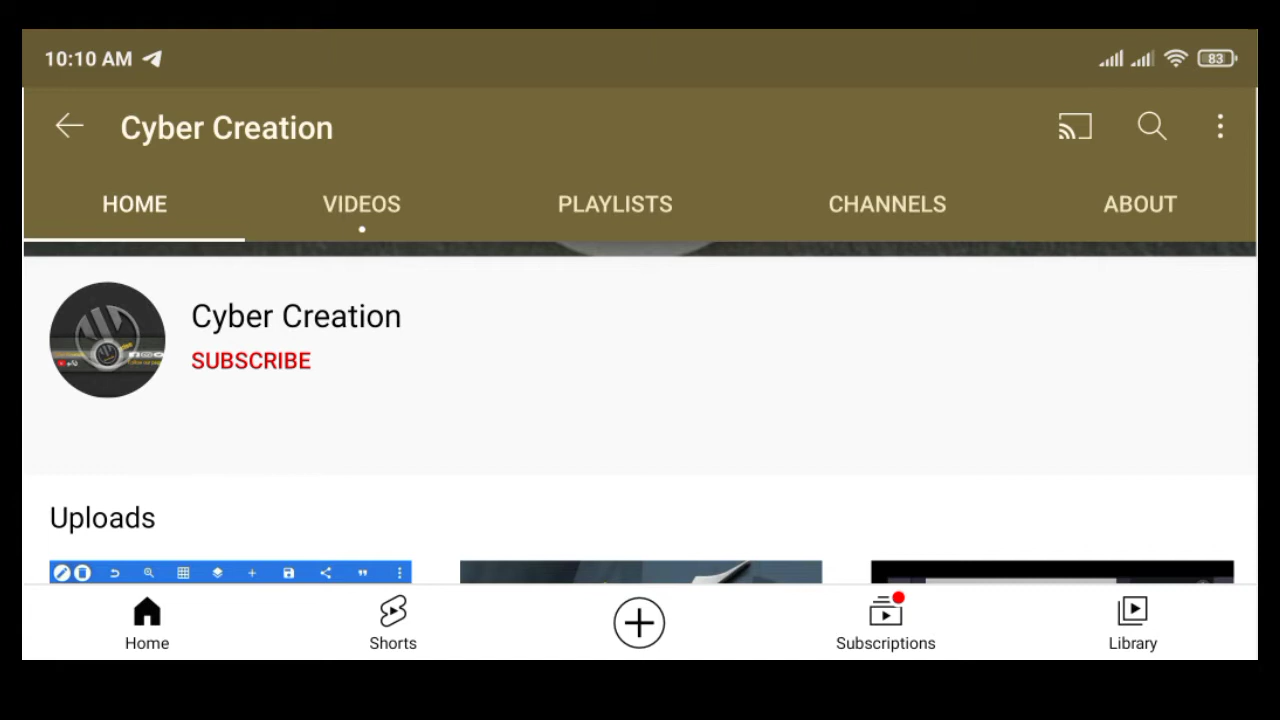 10:10 AM 83
Cyber Creation
HOME VIDEOS PLAYLISTS CHANNELS ABOUT
Cyber Creation
SUBSCRIBE
Uploads
Home Shorts Subscriptions Library